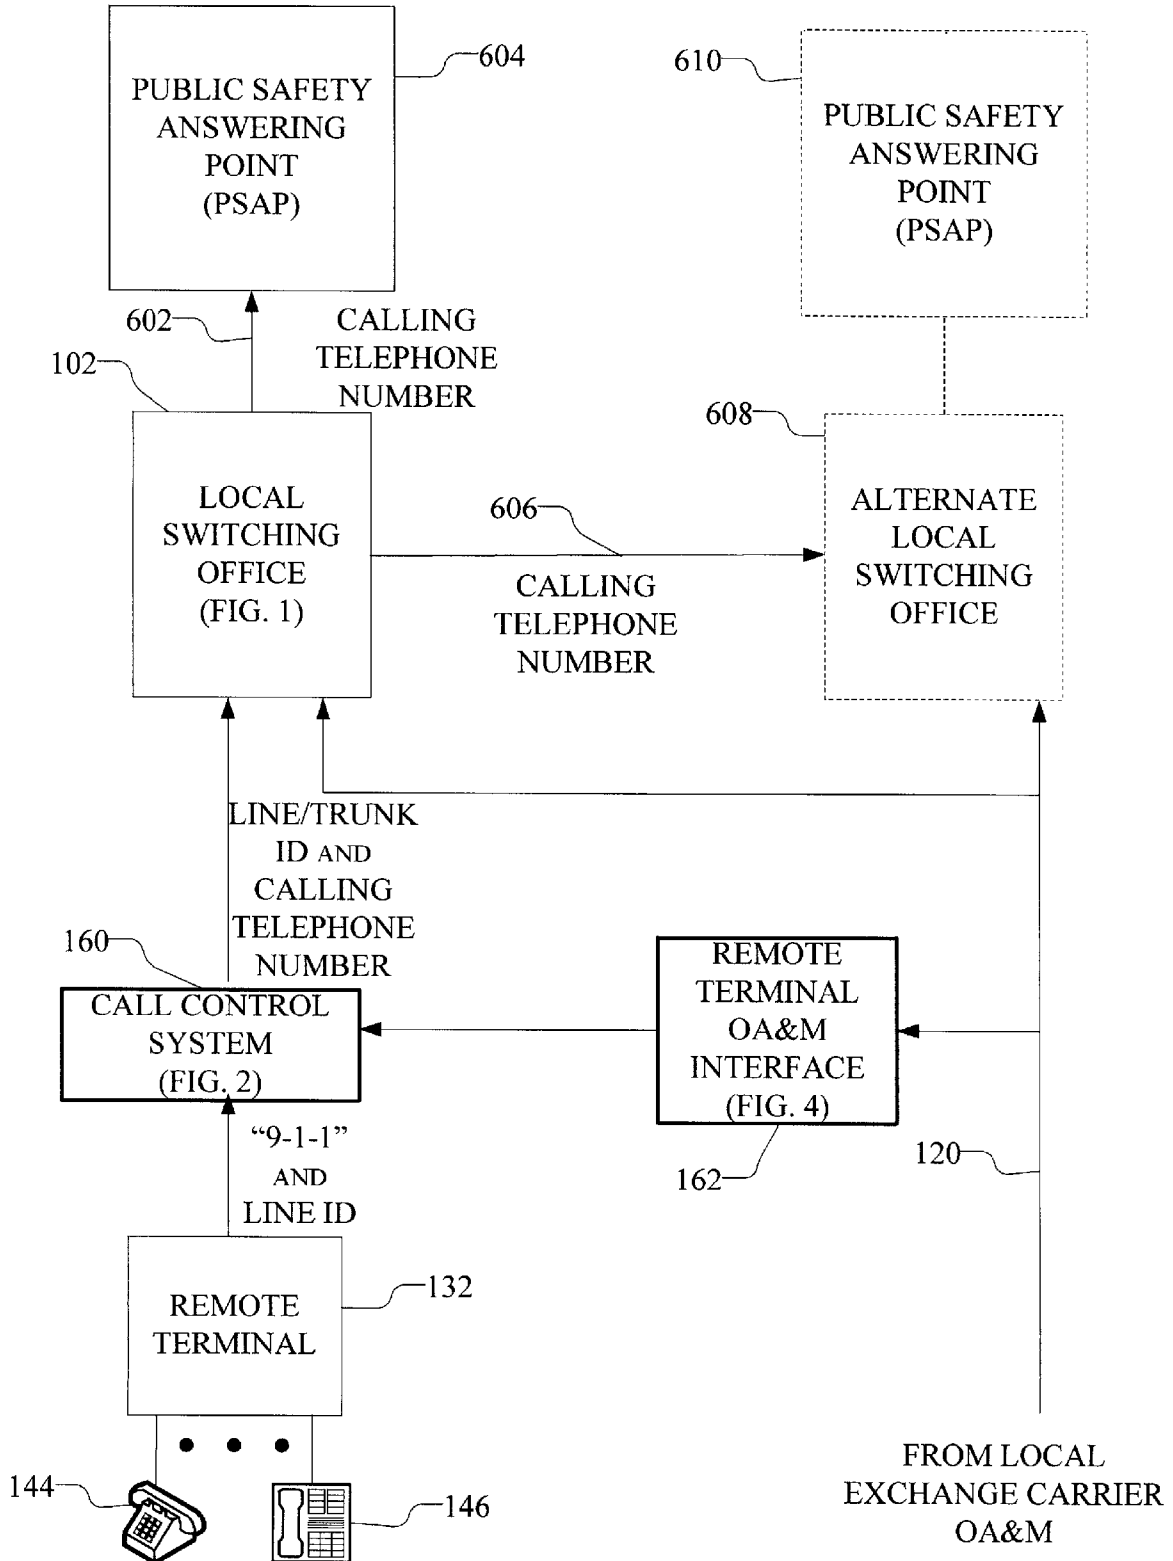 604
PUBLIC SAFETY
ANSWERING
POINT
(PSAP)
610
PUBLIC SAFETY
ANSWERING
POINT
(PSAP)
602
CALLING
TELEPHONE
NUMBER
102
608
LOCAL
SWITCHING
OFFICE
(FIG. 1)
606
CALLING
TELEPHONE
NUMBER
ALTERNATE
LOCAL
SWITCHING
OFFICE
LINE/TRUNK
ID AND
CALLING
TELEPHONE
NUMBER
160
CALL CONTROL
SYSTEM
(FIG. 2)
REMOTE
TERMINAL
OA&M
INTERFACE
(FIG. 4)
162
120
“9-1-1”
AND
LINE ID
132
REMOTE
TERMINAL
144
146
FROM LOCAL
EXCHANGE CARRIER
OA&M